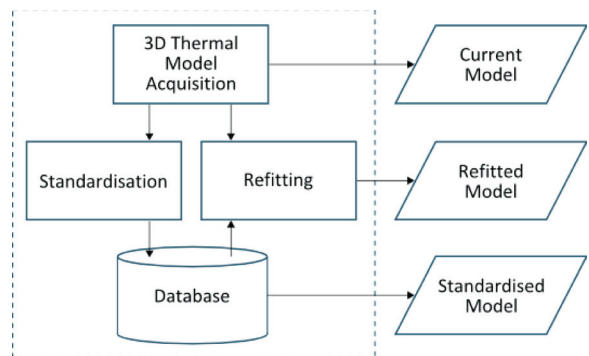 3D Thermal
Model
Acquisition
Current
Model
Standardisation
Refitting
Refitted
Model
Database
Standardised
Model